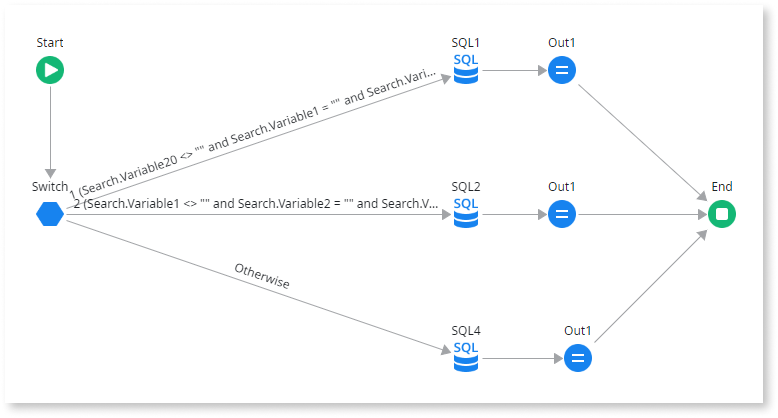 Start
SQL1
SQL
Out1
1 (Search.Variable20 <> "" and Search.Variable1 = "" and Search.Vari...
Switch
2 (Search.Variable1 <> "" and Search.Variable2 = "" and Search.V...
SQL2
SQL
Out1
End
Otherwise
SQL4
SQL
Out1